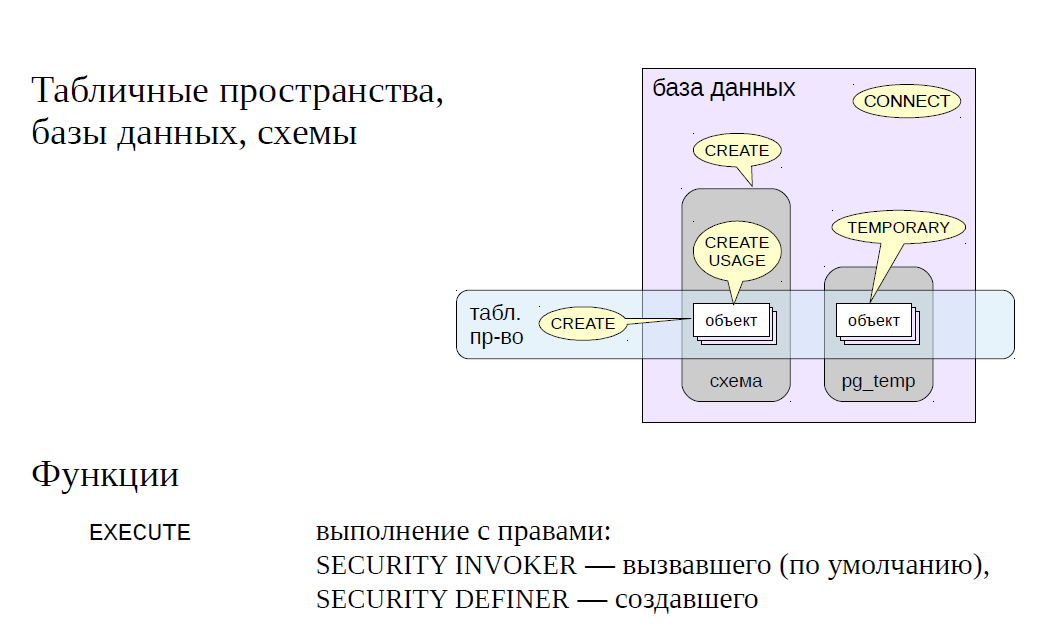 Табличные пространства,
базы данных, схемы
база данных
CONNECT
CREATE
TEMPORARY
CREATE
USAGE
табл.
пр-во
CREATE
объект
объект
схема
pg_temp
Функции
EXECUTE
выполнение с правами:
SECURITY INVOKER — вызвавшего (по умолчанию),
SECURITY DEFINER — создавшего